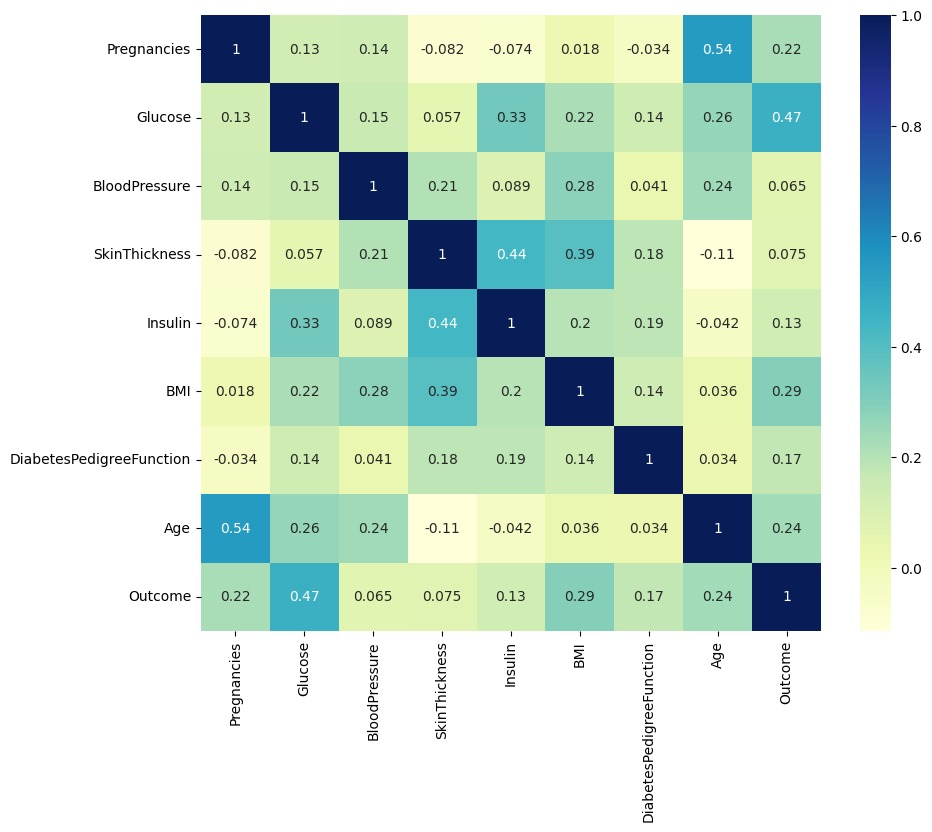 Pregnancies 1 0.13 0.14 -0.082 -0.074 0.018 -0.034 0.54 0.22
Glucose 0.13 1 0.15 0.057 0.33 0.22 0.14 0.26 0.47
BloodPressure 0.14 0.15 1 0.21 0.089 0.28 0.041 0.24 0.065
SkinThickness -0.082 0.057 0.21 1 0.44 0.39 0.18 -0.11 0.075
Insulin -0.074 0.33 0.089 0.44 1 0.2 0.19 -0.042 0.13
BMI 0.018 0.22 0.28 0.39 0.2 1 0.14 0.036 0.29
DiabetesPedigreeFunction -0.034 0.14 0.041 0.18 0.19 0.14 1 0.034 0.17
Age 0.54 0.26 0.24 -0.11 -0.042 0.036 0.034 1 0.24
Outcome 0.22 0.47 0.065 0.075 0.13 0.29 0.17 0.24 1
Pregnancies
Glucose
BloodPressure
SkinThickness
Insulin
BMI
DiabetesPedigreeFunction
Age
Outcome
1.0
0.8
0.6
0.4
0.2
0.0